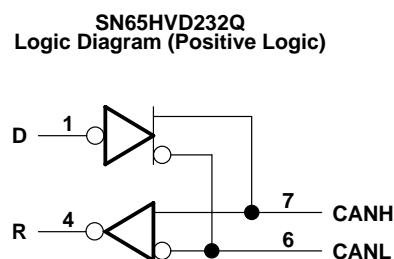 SN65HVD232Q
Logic Diagram (Positive Logic)
D 1
R 4
7 CANH
6 CANL